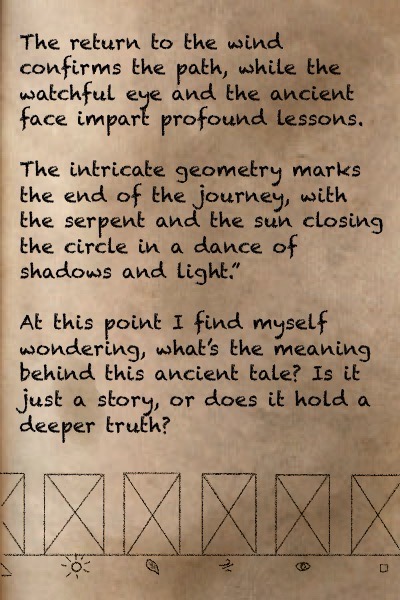 The return to the wind
confirms the path, while the
watchful eye and the ancient
face impart profound lessons.
The intricate geometry marks
the end of the journey, with
the serpent and the sun closing
the circle in a dance of
shadows and light.”
At this point I find myself
wondering, what’s the meaning
behind this ancient tale? Is it
just a story, or does it hold a
deeper truth?